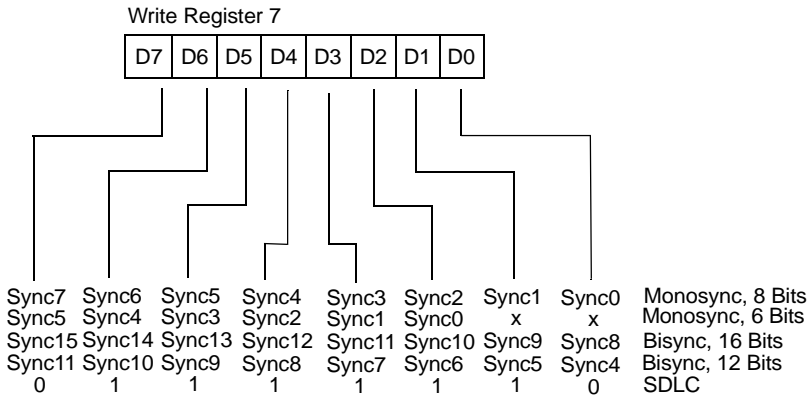 Write Register 7
D7 D6 D5 D4 D3 D2 D1 D0
Sync7 Sync6 Sync5 Sync4 Sync3 Sync2 Sync1 Sync0 Monosync, 8 Bits
Sync5 Sync4 Sync3 Sync2 Sync1 Sync0 x x Monosync, 6 Bits
Sync15 Sync14 Sync13 Sync12 Sync11 Sync10 Sync9 Sync8 Bisync, 16 Bits
Sync11 Sync10 Sync9 Sync8 Sync7 Sync6 Sync5 Sync4 Bisync, 12 Bits
0 1 1 1 1 1 1 0 SDLC